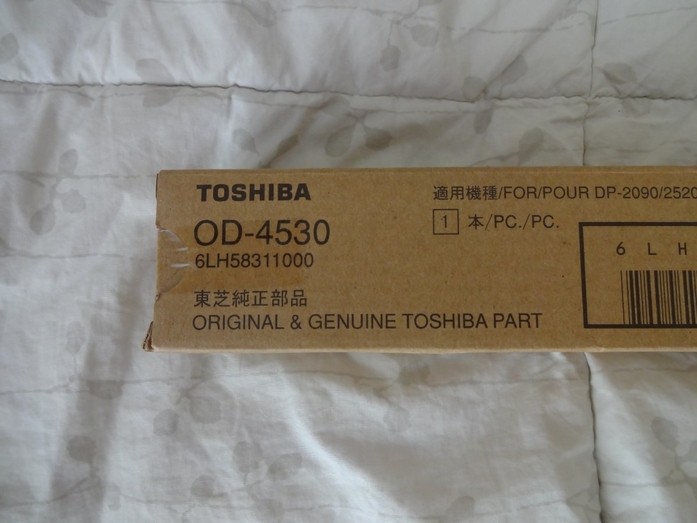 TOSHIBA
適用機種/FOR/POUR DP-2090/2520
OD-4530
1 本/PC./PC.
6LH58311000
6 L H
東芝純正部品
ORIGINAL & GENUINE TOSHIBA PART